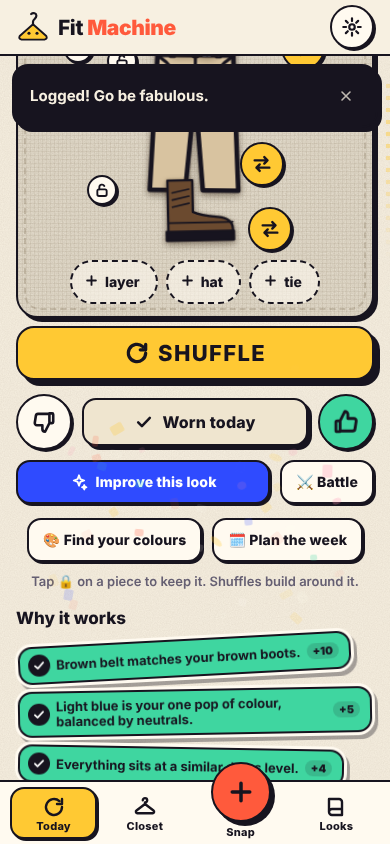 Fit Machine
Logged! Go be fabulous.
+ layer
+ hat
+ tie
SHUFFLE
Worn today
Improve this look
Battle
Find your colours
Plan the week
Tap 🔒 on a piece to keep it. Shuffles build around it.
Why it works
Brown belt matches your brown boots. +10
Light blue is your one pop of colour, +5
balanced by neutrals.
Everything sits at a similar level. +4
Today
Closet
Snap
Looks